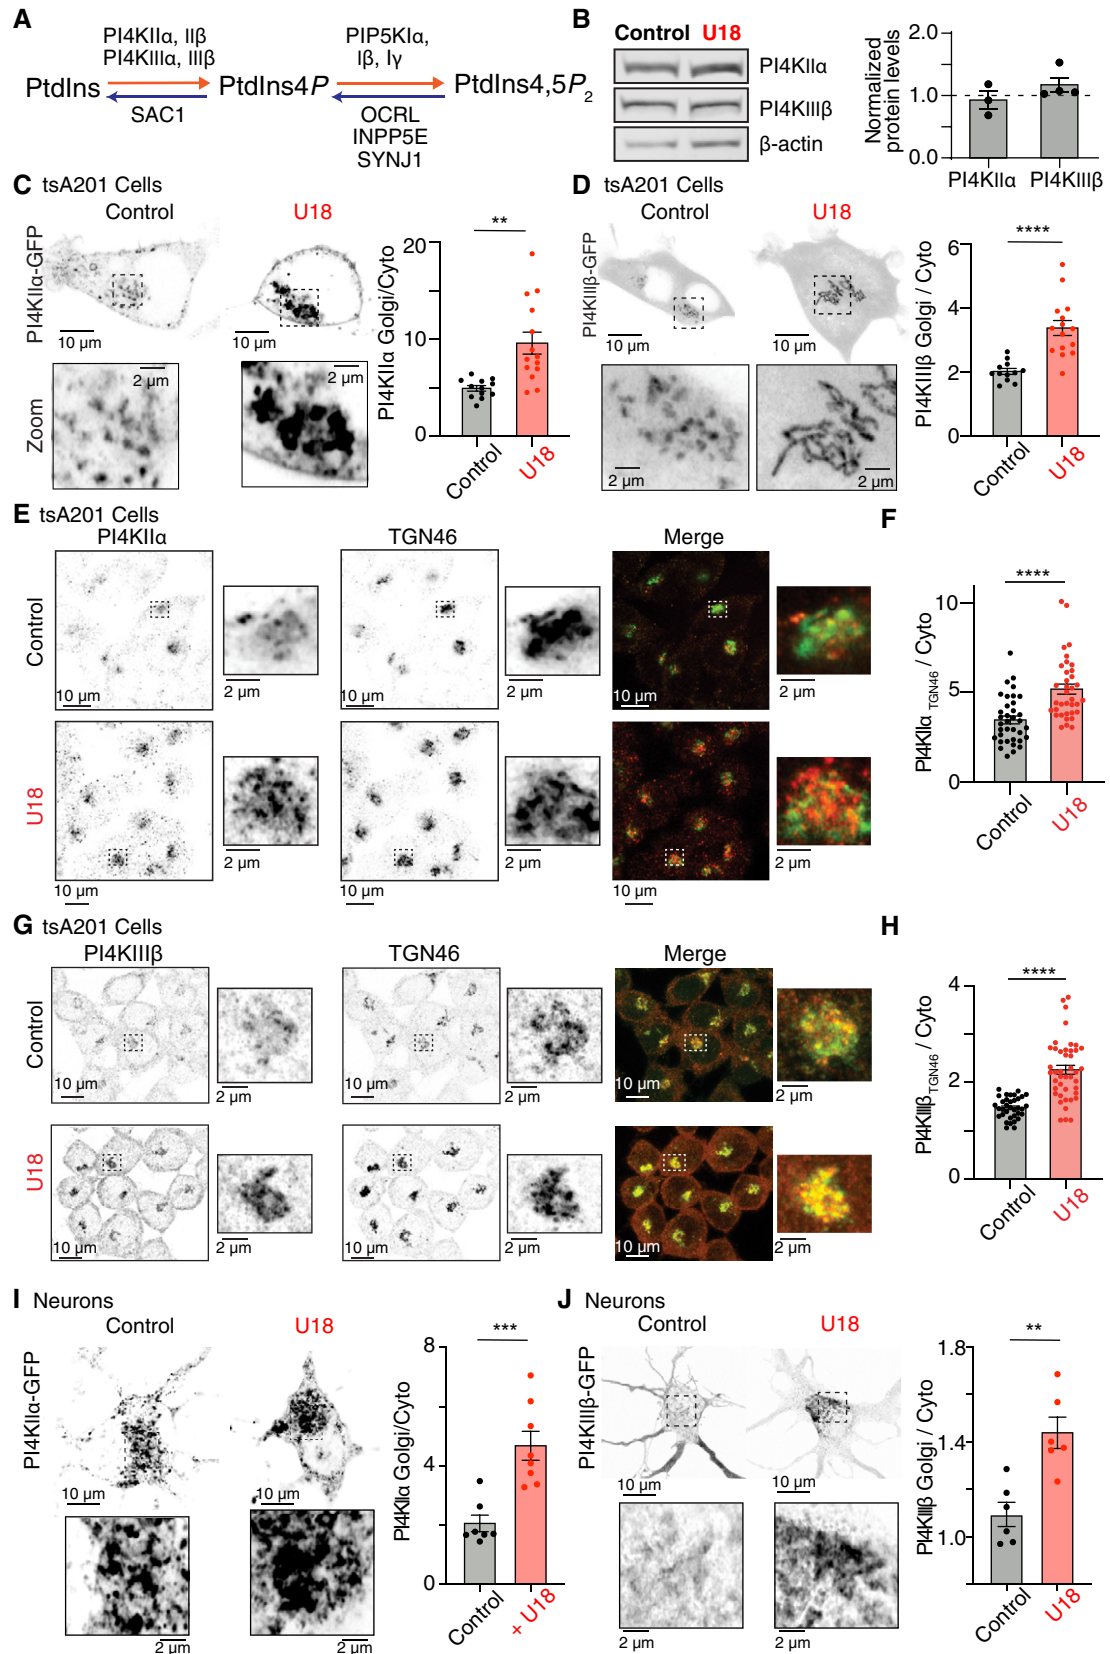 A
PI4KIIα, IIβ
PI4KIIIα, IIIβ
PIP5KIα,
Iβ, Iγ
PtdIns
PtdIns4P
PtdIns4,5P2
SAC1
OCRL
INPP5E
SYNJ1
B
Control U18
PI4KIIα
PI4KIIIβ
β-actin
Normalized
protein levels
2.0
1.0
0.0
PI4KIIα
PI4KIIIβ
C tsA201 Cells
Control
U18
PI4KIIα-GFP
10 µm
10 µm
Zoom
2 µm
2 µm
**
PI4KIIα Golgi/Cyto
20
10
0
Control
U18
D tsA201 Cells
Control
U18
PI4KIIIβ-GFP
10 µm
10 µm
2 µm
2 µm
****
PI4KIIIβ Golgi / Cyto
6
4
2
0
Control
U18
E tsA201 Cells
PI4KIIα
TGN46
Merge
Control
10 µm
2 µm
10 µm
2 µm
10 µm
2 µm
U18
10 µm
2 µm
10 µm
2 µm
10 µm
2 µm
F
****
PI4KIIα TGN46 / Cyto
10
5
0
Control
U18
G tsA201 Cells
PI4KIIIβ
TGN46
Merge
Control
10 µm
2 µm
10 µm
2 µm
10 µm
2 µm
U18
10 µm
2 µm
10 µm
2 µm
10 µm
2 µm
H
****
PI4KIIIβ TGN46 / Cyto
4
2
0
Control
U18
I Neurons
Control
U18
PI4KIIα-GFP
10 µm
10 µm
2 µm
2 µm
***
PI4KIIα Golgi/Cyto
8
4
0
Control
+ U18
J Neurons
Control
U18
PI4KIIIβ-GFP
10 µm
10 µm
2 µm
2 µm
**
PI4KIIIβ Golgi / Cyto
1.8
1.4
1.0
Control
U18